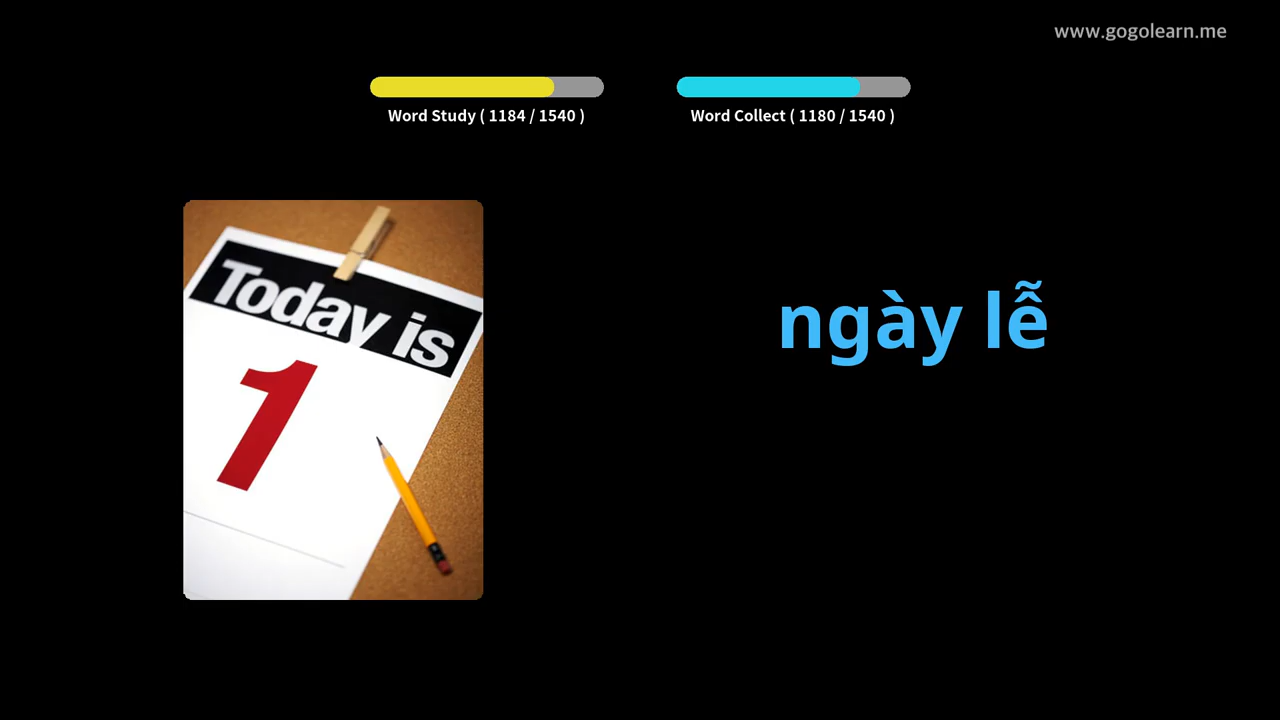 www.gogolearn.me
Word Study ( 1184 / 1540 )
Word Collect ( 1180 / 1540 )
Today is
1
ngày lễ